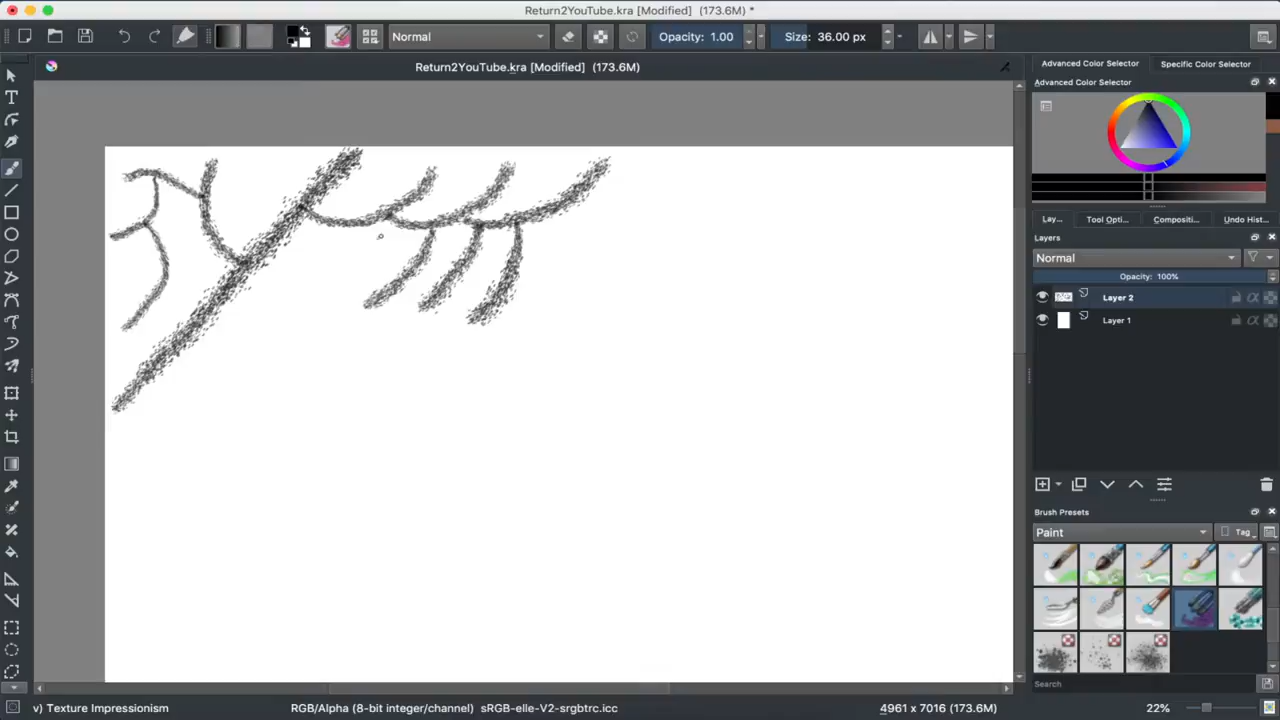 Return2YouTube.kra [Modified] (173.6M) *
Normal
Opacity: 1.00
Size: 36.00 px
Return2YouTube.kra [Modified] (173.6M)
Advanced Color Selector
Specific Color Selector
Advanced Color Selector
Lay...
Tool Opti...
Compositi...
Undo Hist...
Layers
Normal
Opacity: 100%
Layer 2
Layer 1
Brush Presets
Paint
Tag
Search
v) Texture Impressionism
RGB/Alpha (8-bit integer/channel) sRGB-elle-V2-srgbtrc.icc
4961 x 7016 (173.6M)
22%